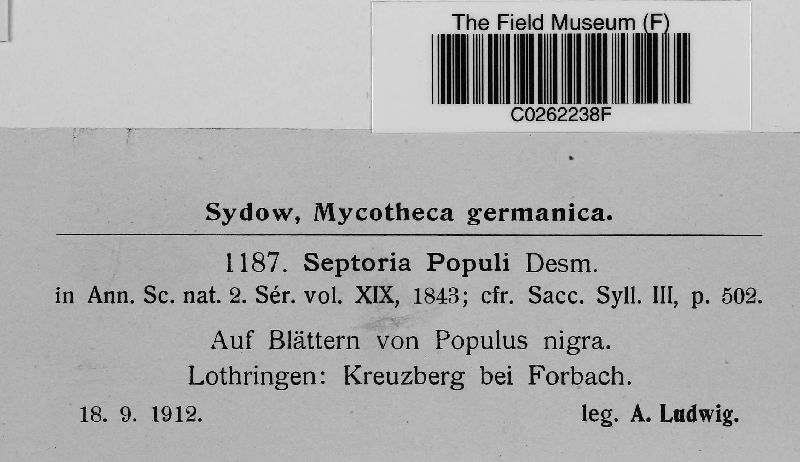 The Field Museum (F)
C0262238F
Sydow, Mycotheca germanica.
1187. Septoria Populi Desm.
in Ann. Sc. nat. 2. Sér. vol. XIX, 1843; cfr. Sacc. Syll. III, p. 502.
Auf Blättern von Populus nigra.
Lothringen: Kreuzberg bei Forbach.
18. 9. 1912. leg. A. Ludwig.